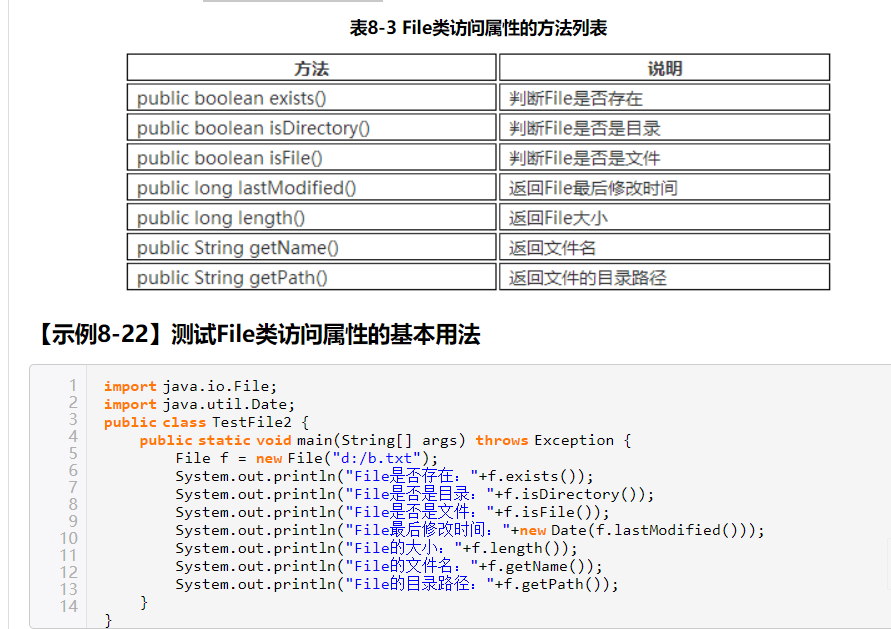 表8-3 File类访问属性的方法列表
方法 说明
public boolean exists() 判断File是否存在
public boolean isDirectory() 判断File是否是目录
public boolean isFile() 判断File是否是文件
public long lastModified() 返回File最后修改时间
public long length() 返回File大小
public String getName() 返回文件名
public String getPath() 返回文件的目录路径
【示例8-22】测试File类访问属性的基本用法
1 import java.io.File;
2 import java.util.Date;
3 public class TestFile2 {
4 public static void main(String[] args) throws Exception {
5 File f = new File("d:/b.txt");
6 System.out.println("File是否存在："+f.exists());
7 System.out.println("File是否是目录："+f.isDirectory());
8 System.out.println("File是否是文件："+f.isFile());
9 System.out.println("File最后修改时间："+new Date(f.lastModified()));
10 System.out.println("File的大小："+f.length());
11 System.out.println("File的文件名："+f.getName());
12 System.out.println("File的目录路径："+f.getPath());
13 }
14 }